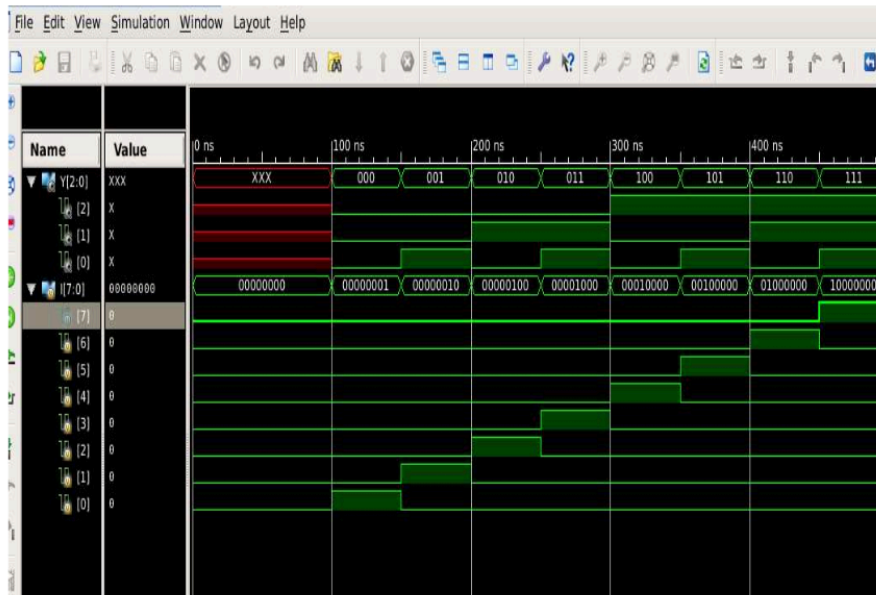 File Edit View Simulation Window Layout Help
0 ns 100 ns 200 ns 300 ns 400 ns
Name Value
Y[2:0] XXX XXX 000 001 010 011 100 101 110 111
[2] X
[1] X
[0] X
I[7:0] 00000000 00000000 00000001 00000010 00000100 00001000 00010000 00100000 01000000 10000000
[7] 0
[6] 0
[5] 0
[4] 0
[3] 0
[2] 0
[1] 0
[0] 0